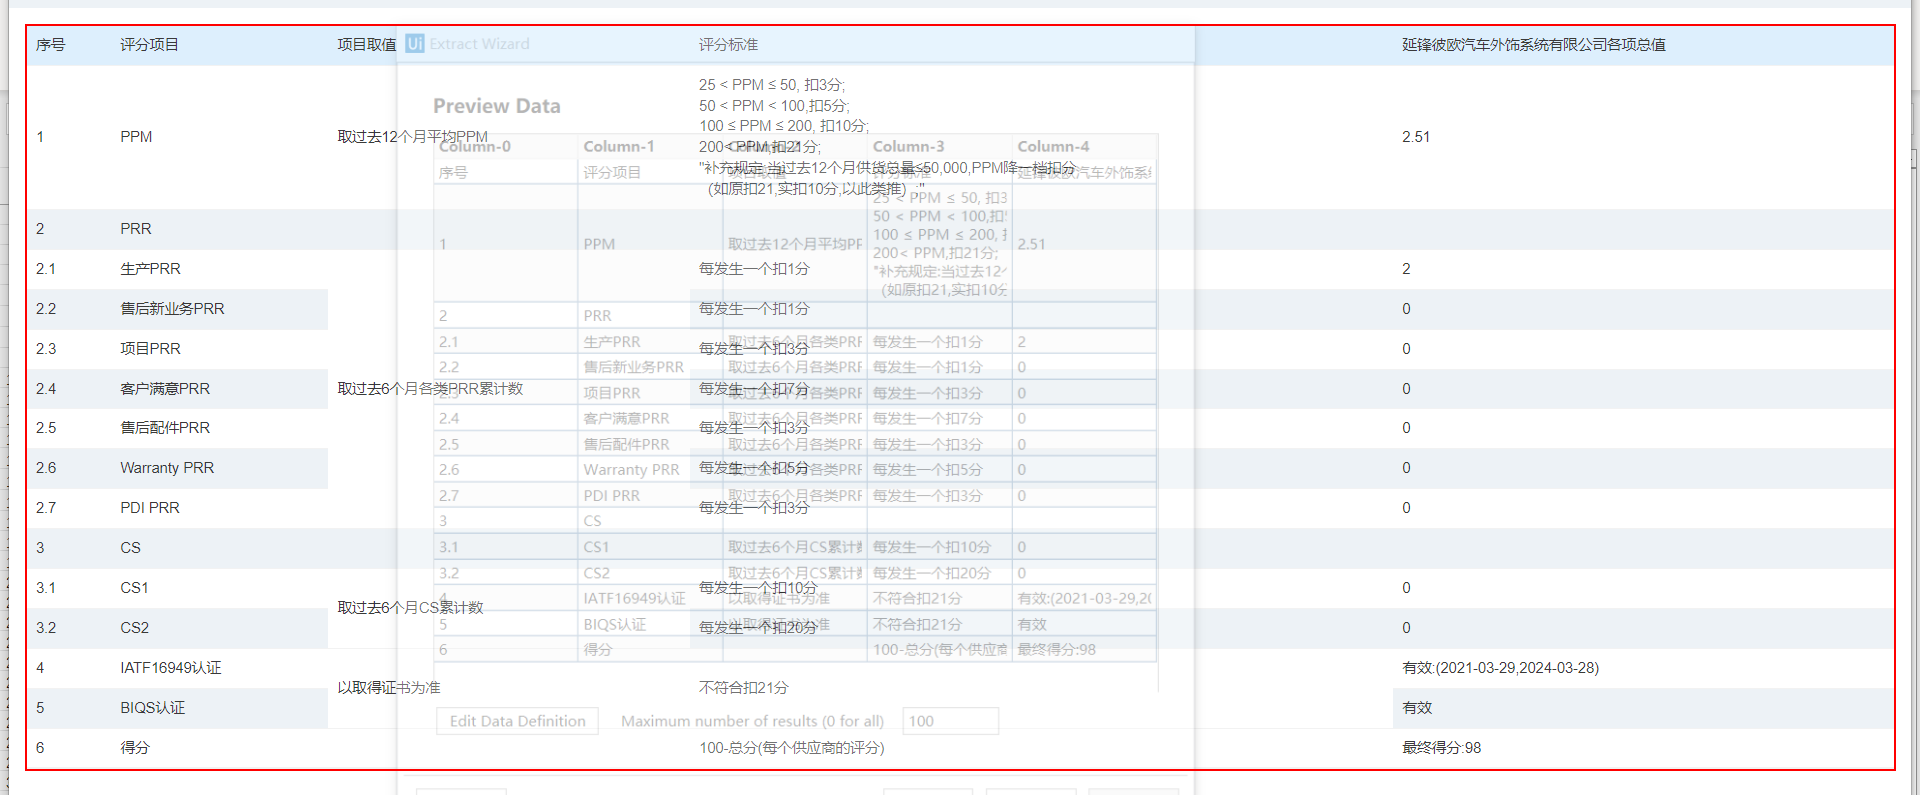 序号 评分项目 项目取值 评分标准 延锋彼欧汽车外饰系统有限公司各项总值
1 PPM 取过去12个月平均PPM 25 < PPM ≤ 50, 扣3分;
50 < PPM < 100,扣5分;
100 ≤ PPM ≤ 200, 扣10分;
200< PPM,扣21分;
"补充规定:当过去12个月供货总量≤50,000,PPM降一档扣分
(如原扣21,实扣10分,以此类推) ;"
2.51
2 PRR
2.1 生产PRR 每发生一个扣1分 2
2.2 售后新业务PRR 每发生一个扣1分 0
2.3 项目PRR 每发生一个扣3分 0
2.4 客户满意PRR 取过去6个月各类PRR累计数 每发生一个扣7分 0
2.5 售后配件PRR 每发生一个扣3分 0
2.6 Warranty PRR 每发生一个扣5分 0
2.7 PDI PRR 每发生一个扣3分 0
3 CS
3.1 CS1 每发生一个扣10分 0
取过去6个月CS累计数
3.2 CS2 每发生一个扣20分 0
4 IATF16949认证 有效:(2021-03-29,2024-03-28)
以取得证书为准 不符合扣21分
5 BIQS认证 有效
6 得分 100-总分(每个供应商的评分) 最终得分:98
Ui Extract Wizard
Preview Data
Column-0 Column-1 Column-3 Column-4
序号 评分项目 项目取值 评分标准 延锋彼欧汽车外饰系
25 < PPM ≤ 50, 扣3
50 < PPM < 100,扣
100 ≤ PPM ≤ 200,
1 PPM 取过去12个月平均PF 2.51
200< PPM,扣21分;
"补充规定:当过去12
(如原扣21,实扣10分
2 PRR
2.1 生产PRR 取过去6个月各类PRF 每发生一个扣1分 2
2.2 售后新业务PRR 取过去6个月各类PRF 每发生一个扣1分 0
2.3 项目PRR 取过去6个月各类PRF 每发生一个扣3分 0
2.4 客户满意PRR 取过去6个月各类PRF 每发生一个扣7分 0
2.5 售后配件PRR 取过去6个月各类PRF 每发生一个扣3分 0
2.6 Warranty PRR 取过去6个月各类PRF 每发生一个扣5分 0
2.7 PDI PRR 取过去6个月各类PRF 每发生一个扣3分 0
3 CS
3.1 CS1 取过去6个月CS累计 每发生一个扣10分 0
3.2 CS2 取过去6个月CS累计 每发生一个扣20分 0
4 IATF16949认证 以取得证书为准 不符合扣21分 有效:(2021-03-29,20
5 BIQS认证 以取得证书为准 不符合扣21分 有效
6 得分 100-总分(每个供应商 最终得分:98
Edit Data Definition Maximum number of results (0 for all) 100